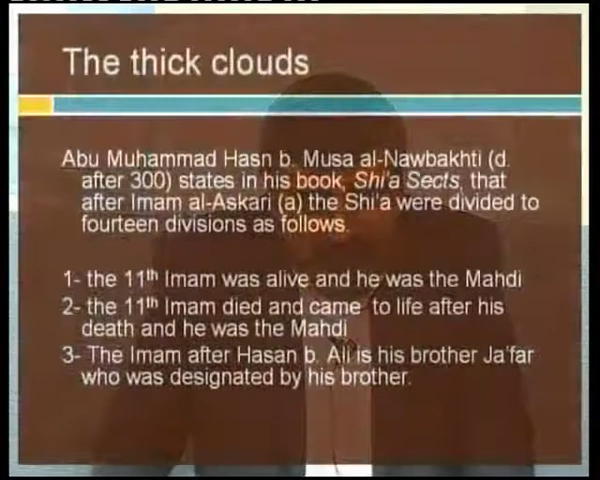 The thick clouds
Abu Muhammad Hasn b. Musa al-Nawbakhti (d.
after 300) states in his book, Shi'a Sects, that
after Imam al-Askari (a) the Shi'a were divided to
fourteen divisions as follows.
1- the 11th Imam was alive and he was the Mahdi
2- the 11th Imam died and came to life after his
death and he was the Mahdi
3- The Imam after Hasan b. Ali is his brother Ja'far
who was designated by his brother.